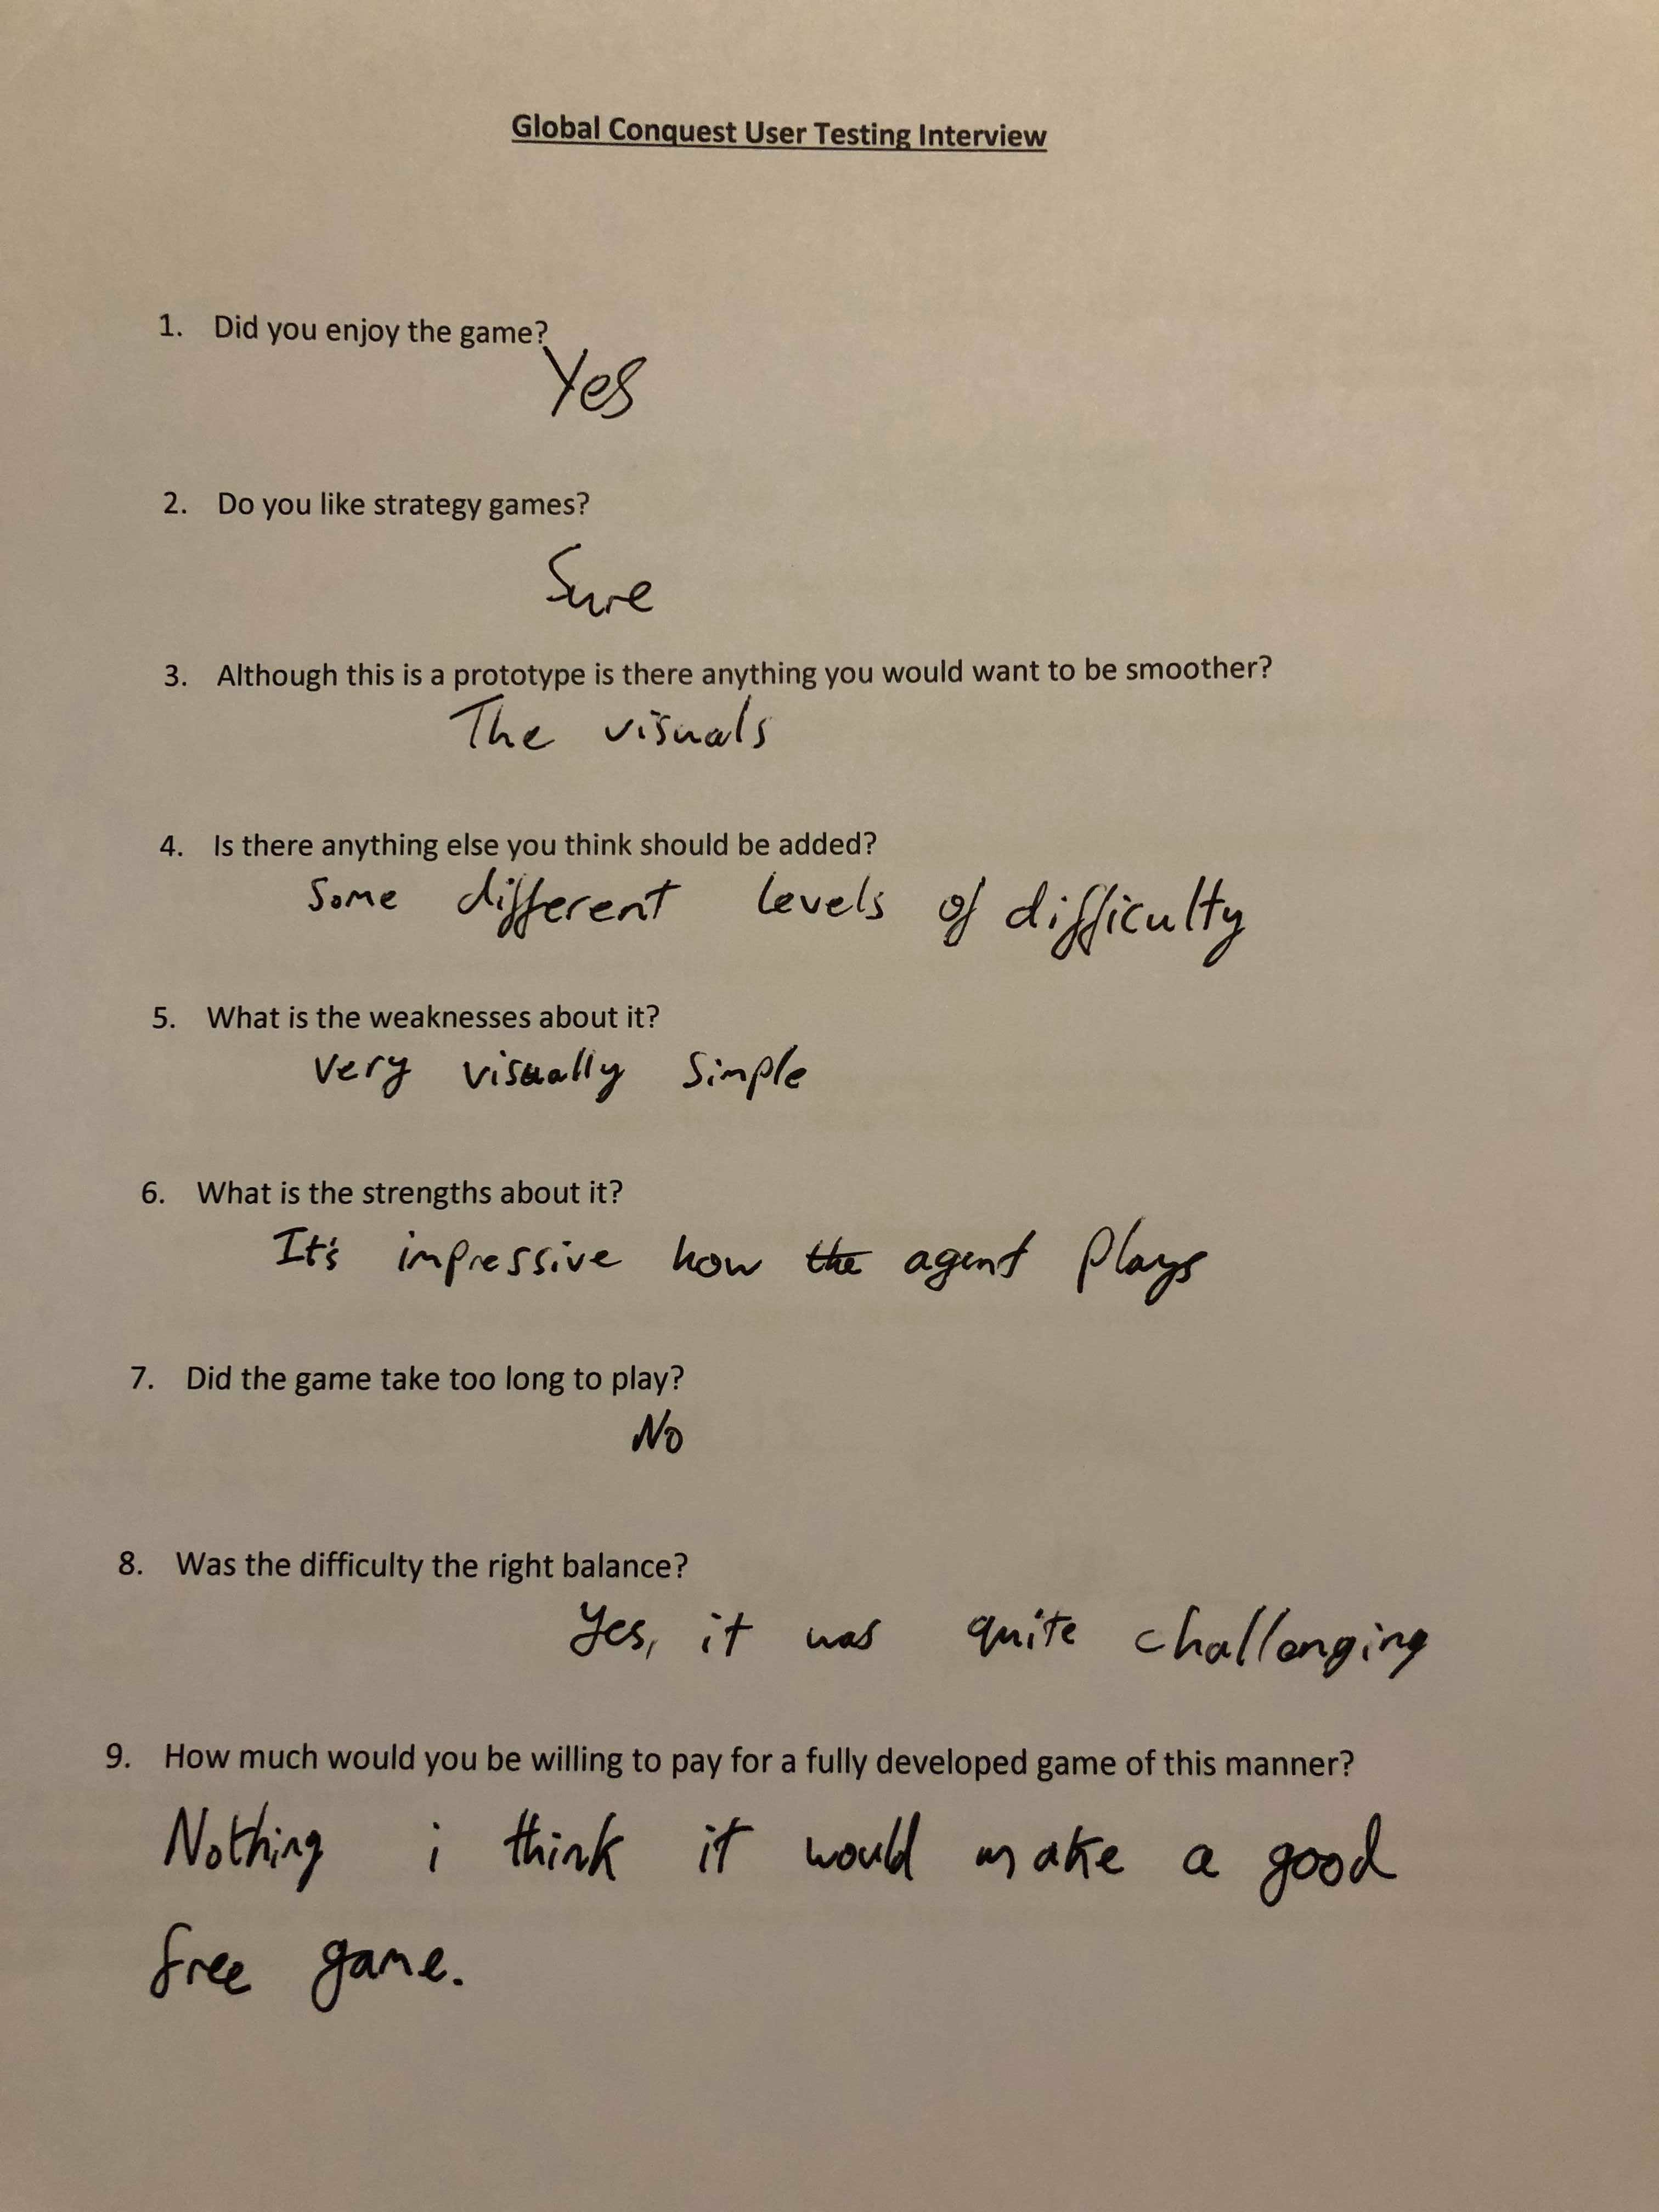 Global Conquest User Testing Interview
1. Did you enjoy the game?
Yes
2. Do you like strategy games?
Sure
3. Although this is a prototype is there anything you would want to be smoother?
The visuals
4. Is there anything else you think should be added?
Some different levels of difficulty
5. What is the weaknesses about it?
very visually simple
6. What is the strengths about it?
It's impressive how the agent plays
7. Did the game take too long to play?
No
8. Was the difficulty the right balance?
Yes, it was quite challenging
9. How much would you be willing to pay for a fully developed game of this manner?
Nothing i think it would make a good
free game.